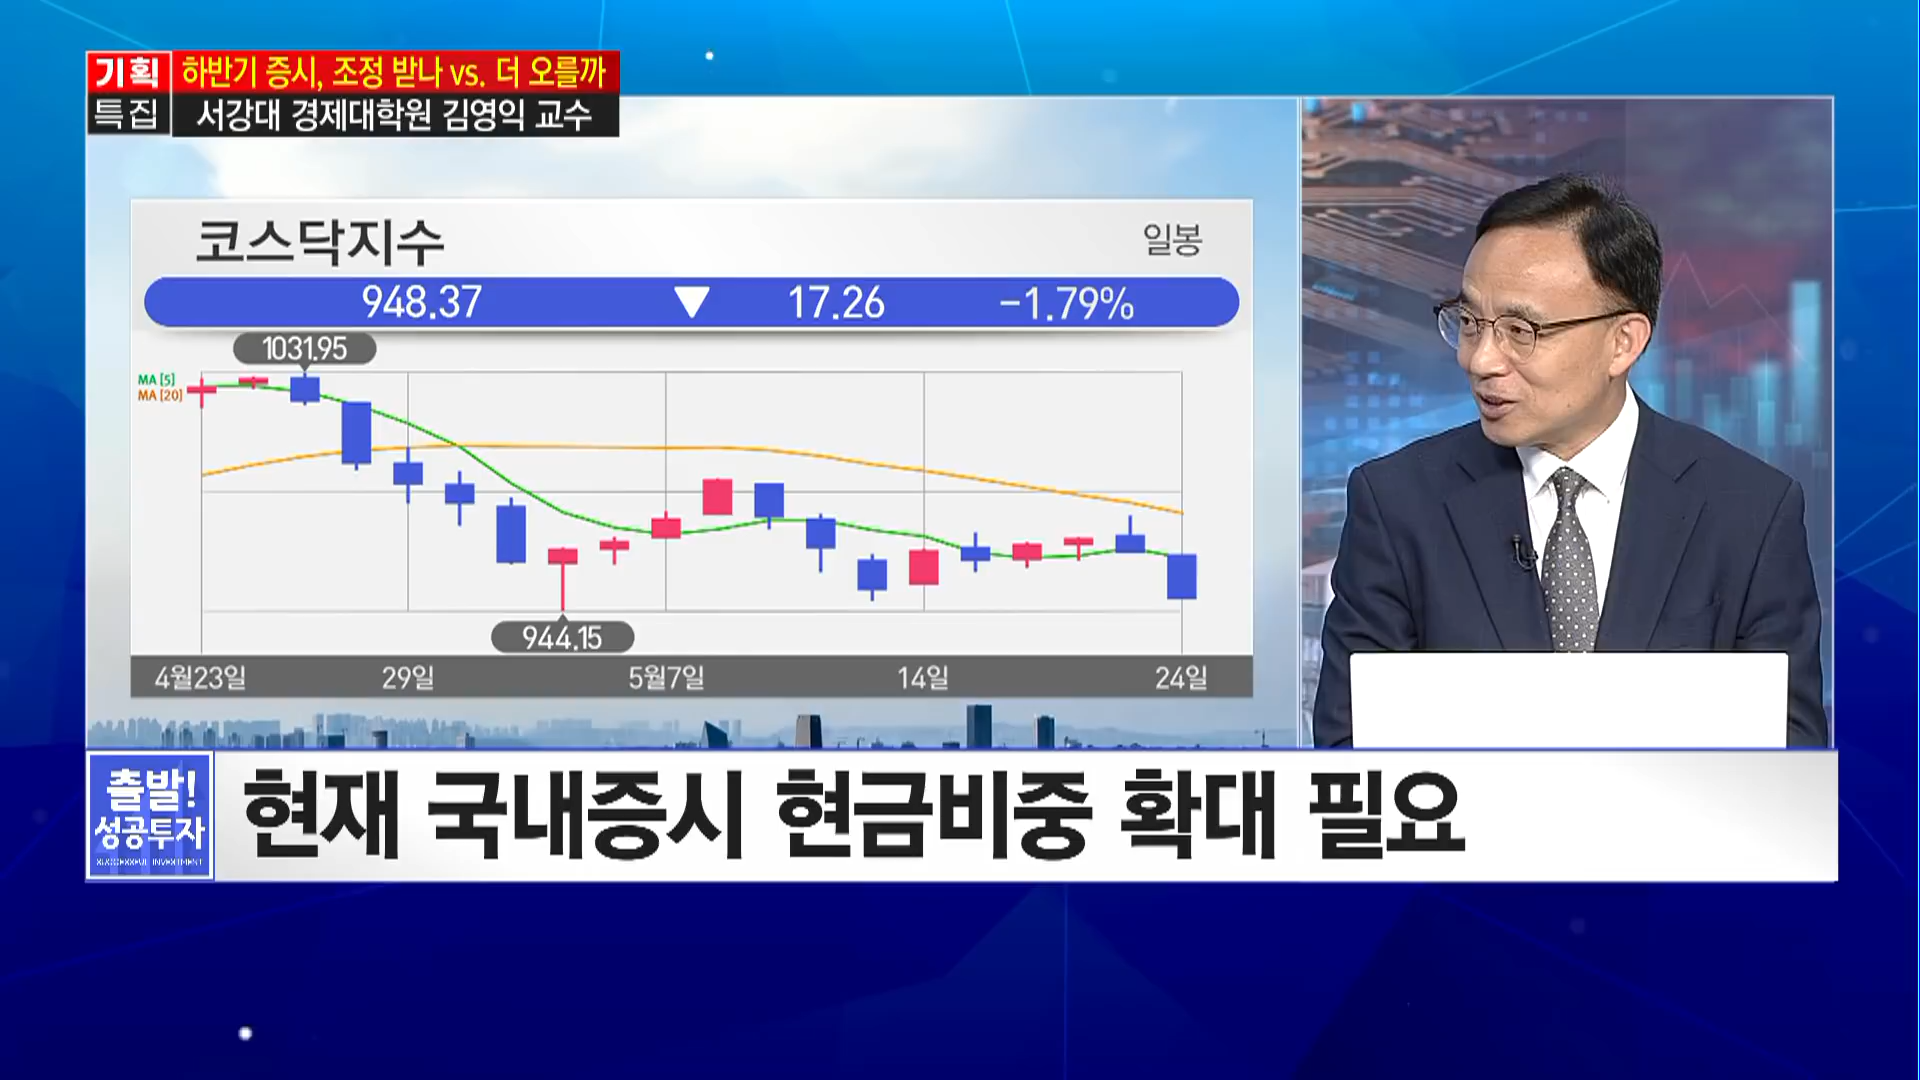 기획
특집
하반기 증시, 조정 받나 vs. 더 오를까
서강대 경제대학원 김영익 교수
코스닥지수
일봉
948.37 ▼ 17.26 -1.79%
1031.95
MA [5]
MA [20]
944.15
4월23일 29일 5월7일 14일 24일
출발!
성공투자
SUCCESSFUL INVESTMENT
현재 국내증시 현금비중 확대 필요